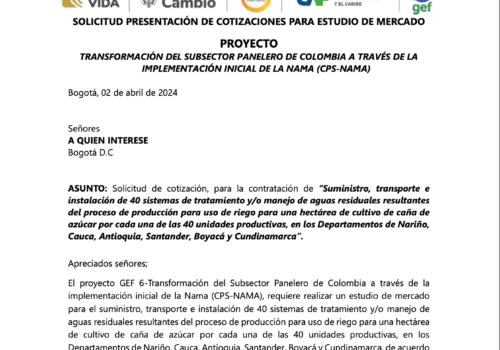 VIDA
Cambio
Y EL CARIBE
gef
SOLICITUD PRESENTACIÓN DE COTIZACIONES PARA ESTUDIO DE MERCADO
PROYECTO
TRANSFORMACIÓN DEL SUBSECTOR PANELERO DE COLOMBIA A TRAVÉS DE LA
IMPLEMENTACIÓN INICIAL DE LA NAMA (CPS-NAMA)
Bogotá, 02 de abril de 2024
Señores
A QUIEN INTERESE
Bogotá D.C
ASUNTO: Solicitud de cotización, para la contratación de “Suministro, transporte e
instalación de 40 sistemas de tratamiento y/o manejo de aguas residuales resultantes
del proceso de producción para uso de riego para una hectárea de cultivo de caña de
azúcar por cada una de las 40 unidades productivas, en los Departamentos de Nariño,
Cauca, Antioquia, Santander, Boyacá y Cundinamarca”.
Apreciados señores;
El proyecto GEF 6-Transformación del Subsector Panelero de Colombia a través de la
implementación inicial de la Nama (CPS-NAMA), requiere realizar un estudio de mercado
para el suministro, transporte e instalación de 40 sistemas de tratamiento y/o manejo de
aguas residuales resultantes del proceso de producción para uso de riego para una hectárea
de cultivo de caña de azúcar por cada una de las 40 unidades productivas, en los
Departamentos de Nariño, Cauca, Antioquia, Santander, Boyacá y Cundinamarca, de acuerdo